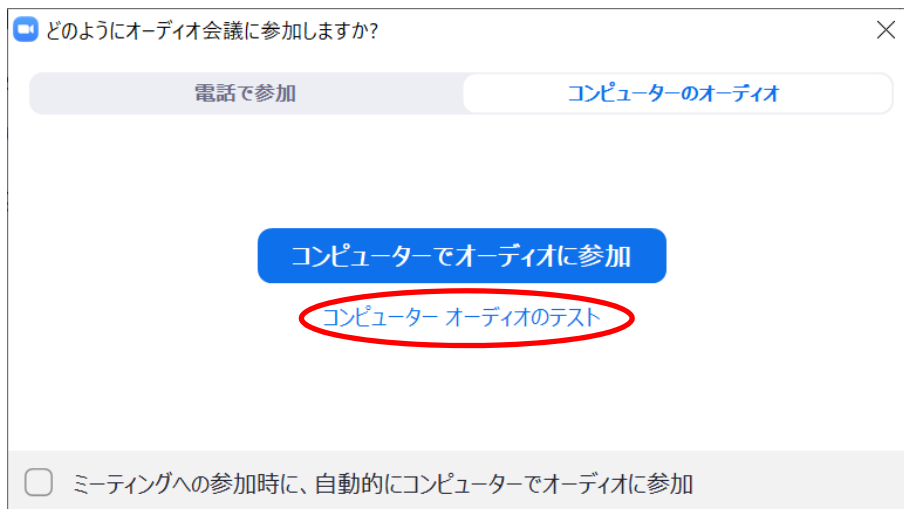 どのようにオーディオ会議に参加しますか?
電話で参加
コンピューターのオーディオ
コンピューターでオーディオに参加
コンピューター オーディオのテスト
ミーティングへの参加時に、自動的にコンピューターでオーディオに参加